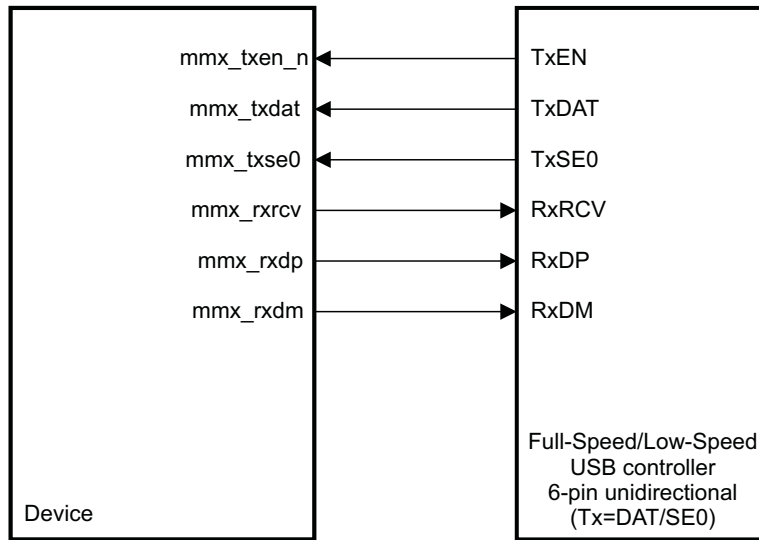 mmx_txen_n TxEN
mmx_txdat TxDAT
mmx_txse0 TxSE0
mmx_rxrcv RxRCV
mmx_rxdp RxDP
mmx_rxdm RxDM
Full-Speed/Low-Speed
USB controller
6-pin unidirectional
(Tx=DAT/SE0)
Device